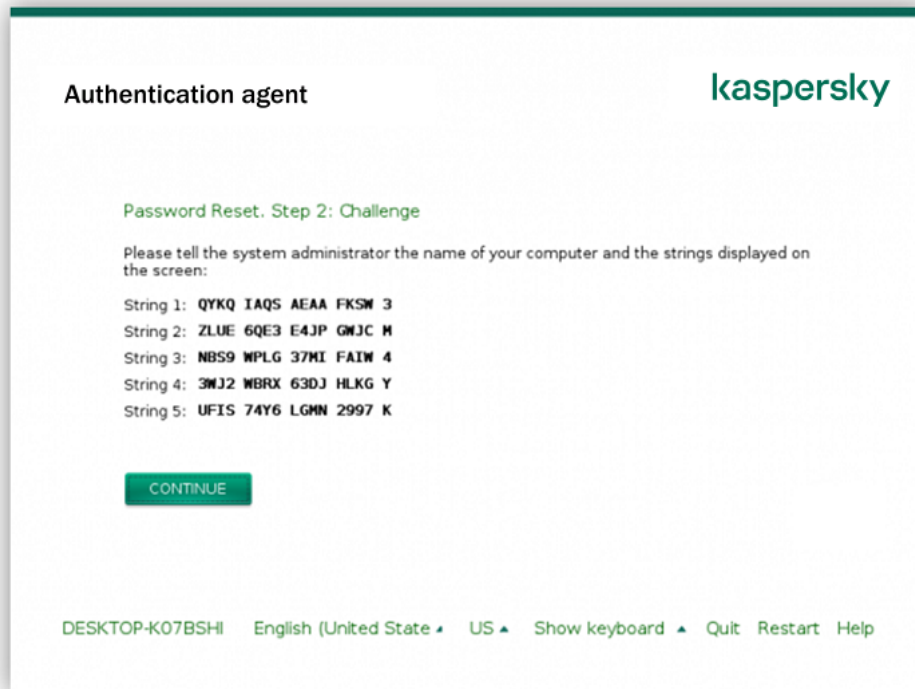 Authentication agent
kaspersky
Password Reset. Step 2: Challenge
Please tell the system administrator the name of your computer and the strings displayed on
the screen:
String 1: QYKQ IAQS AEAA FKSW 3
String 2: ZLUE 6QE3 E4JP GWJC M
String 3: NBS9 WPLG 37MI FAIW 4
String 4: 3WJ2 WBRX 63DJ HLKG Y
String 5: UFIS 74Y6 LGMN 2997 K
CONTINUE
DESKTOP-K07BSHI English (United State US Show keyboard Quit Restart Help